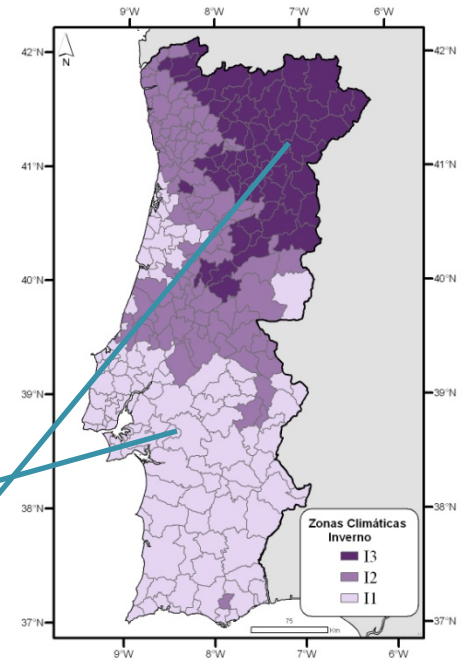 9°W 8°W 7°W 6°W
N
42°N 42°N
41°N 41°N
40°N 40°N
39°N 39°N
38°N 38°N
37°N 37°N
Zonas Climáticas
Inverno
I3
I2
I1
75
Km
9°W 8°W 7°W 6°W